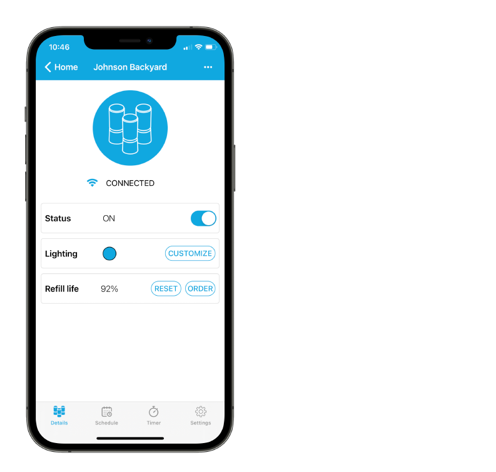 10:46
Home Johnson Backyard
CONNECTED
Status ON
Lighting CUSTOMIZE
Refill life 92% RESET ORDER
Details Schedule Timer Settings